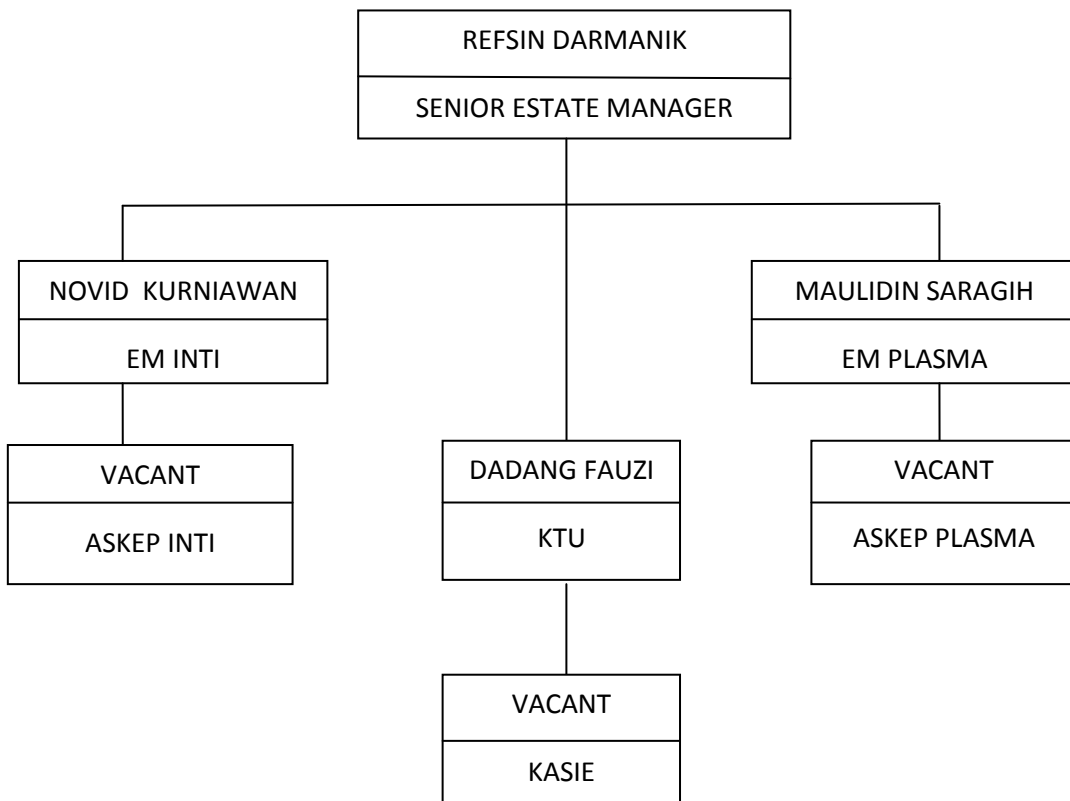 REFSIN DARMANIK
SENIOR ESTATE MANAGER
NOVID KURNIAWAN
EM INTI
MAULIDIN SARAGIH
EM PLASMA
VACANT
ASKEP INTI
DADANG FAUZI
KTU
VACANT
ASKEP PLASMA
VACANT
KASIE